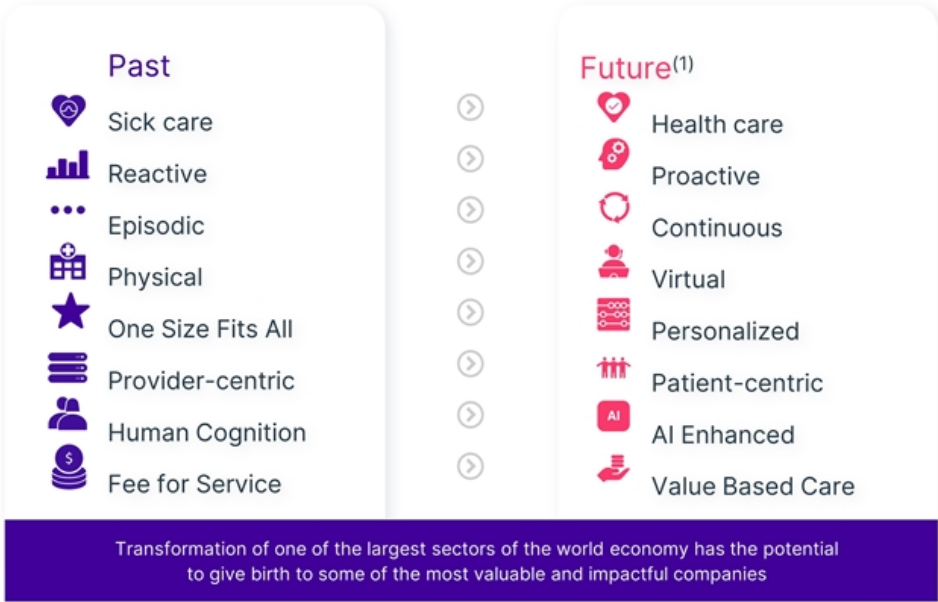 Past
Sick care
Reactive
Episodic
Physical
One Size Fits All
Provider-centric
Human Cognition
$
Fee for Service
Future(1)
Health care
Proactive
Continuous
Virtual
Personalized
Patient-centric
AI
AI Enhanced
Value Based Care
Transformation of one of the largest sectors of the world economy has the potential
to give birth to some of the most valuable and impactful companies